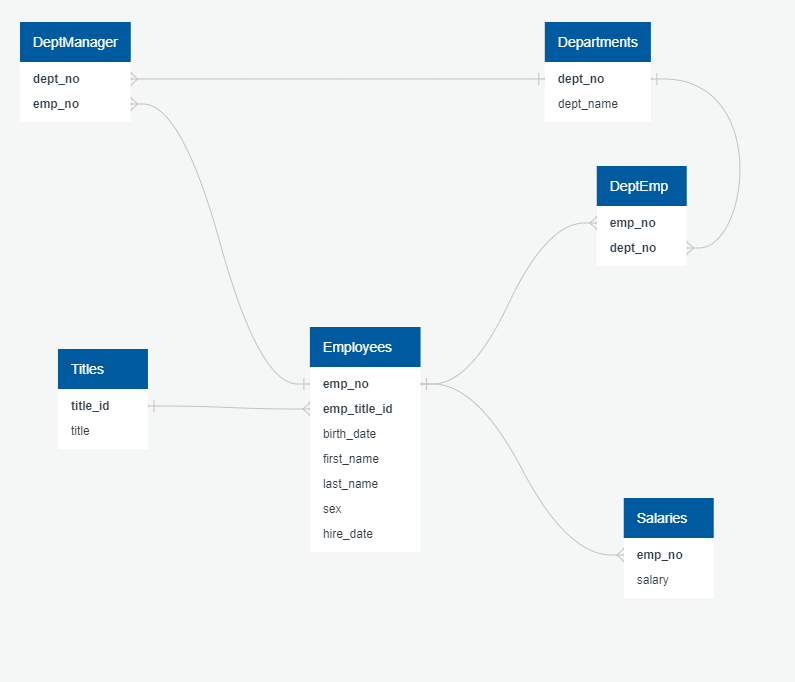 DeptManager
dept_no
emp_no
Departments
dept_no
dept_name
DeptEmp
emp_no
dept_no
Titles
title_id
title
Employees
emp_no
emp_title_id
birth_date
first_name
last_name
sex
hire_date
Salaries
emp_no
salary